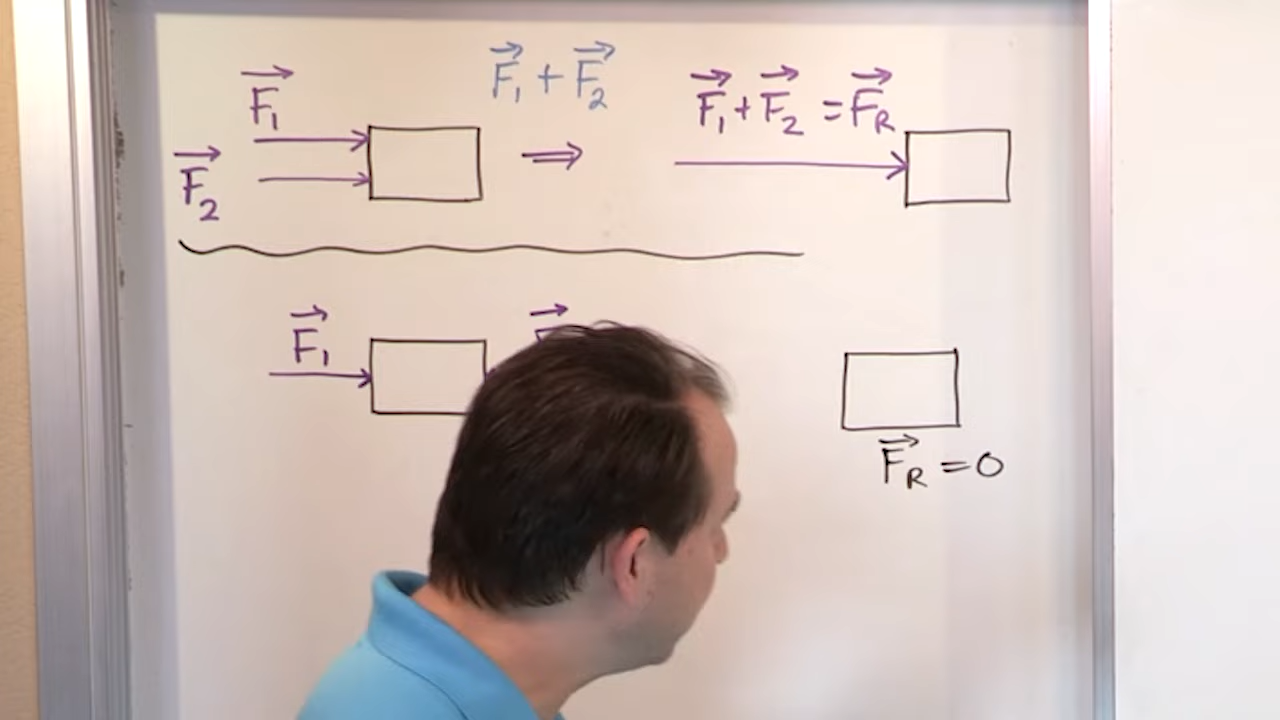 F⃗₁
F⃗₂
F⃗₁ + F⃗₂
F⃗₁ + F⃗₂ = F⃗R
F⃗₁
F⃗R = 0